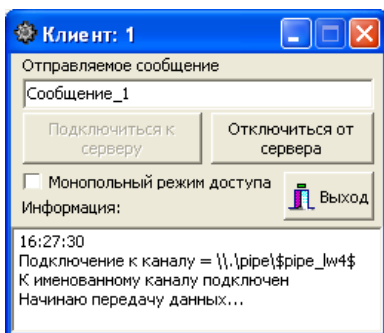 Клиент: 1
Отправляемое сообщение
Сообщение_1
Подключиться к
серверу
Отключиться от
сервера
Монопольный режим доступа
Выход
Информация:
16:27:30
Подключение к каналу = \\.\pipe\$pipe_lw4$
К именованному каналу подключен
Начинаю передачу данных...